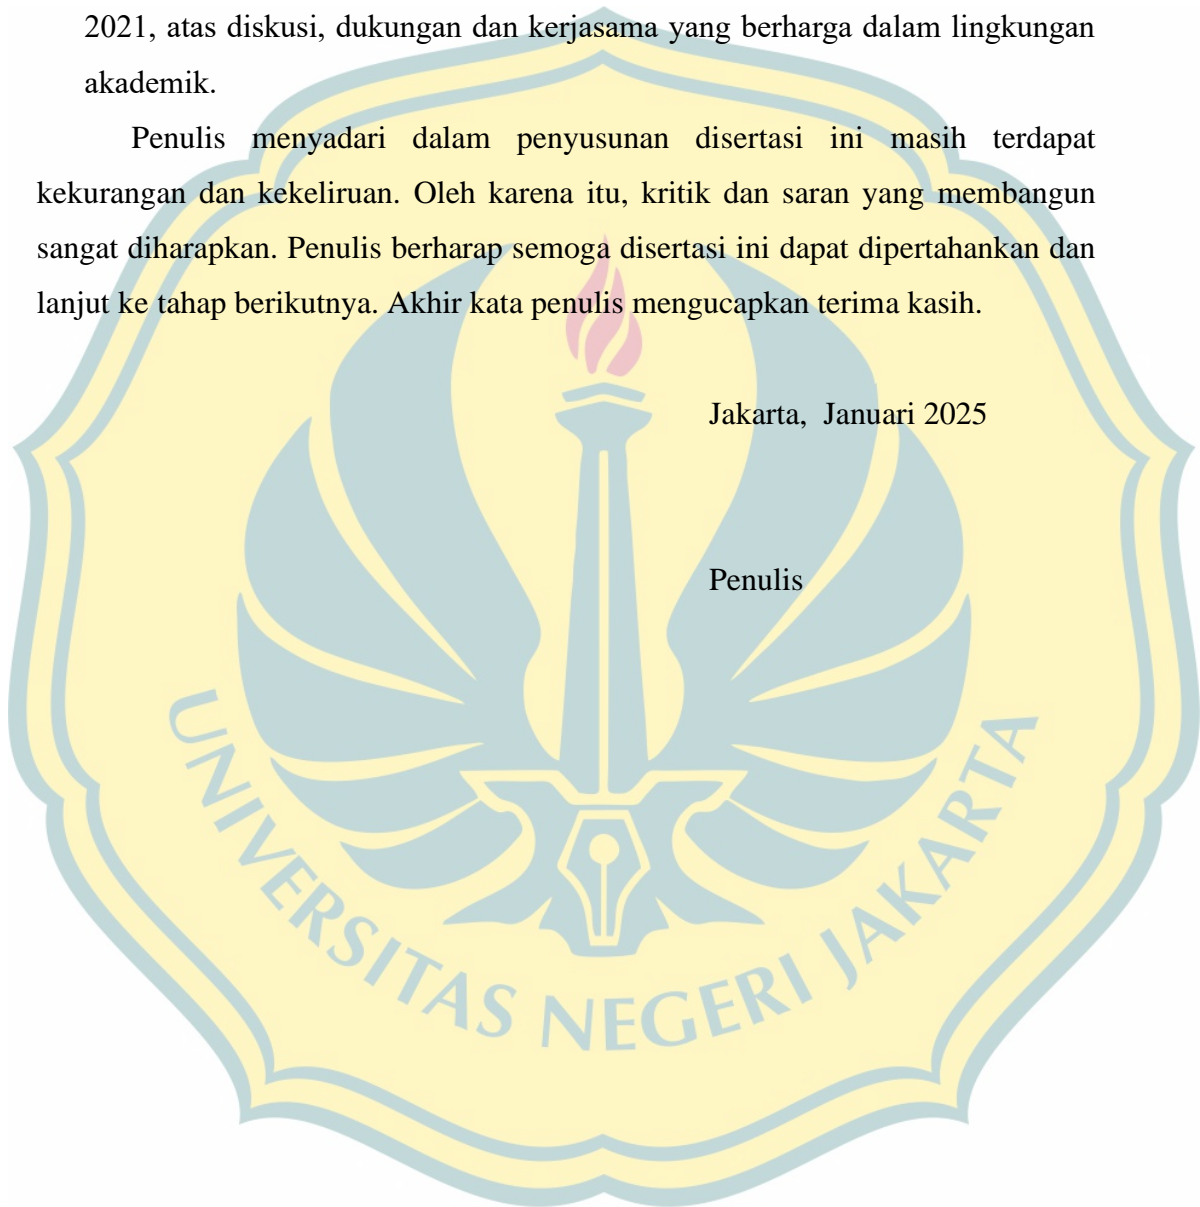 2021, atas diskusi, dukungan dan kerjasama yang berharga dalam lingkungan
akademik.
Penulis menyadari dalam penyusunan disertasi ini masih terdapat
kekurangan dan kekeliruan. Oleh karena itu, kritik dan saran yang membangun
sangat diharapkan. Penulis berharap semoga disertasi ini dapat dipertahankan dan
lanjut ke tahap berikutnya. Akhir kata penulis mengucapkan terima kasih.
Jakarta,  Januari 2025
Penulis
UNIVERSITAS NEGERI JAKARTA